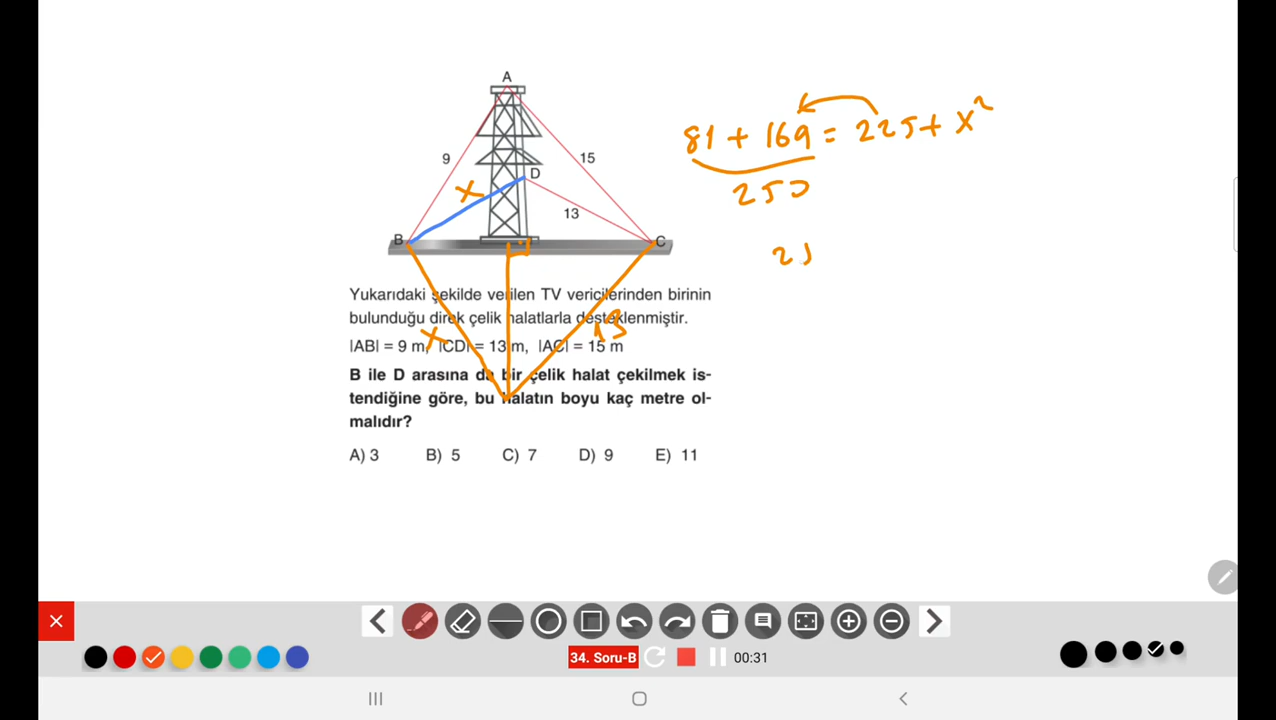 A
9
15
x
D
13
B
C
81 + 169 = 225 + x²
250
Yukarıdaki şekilde verilen TV vericilerinden birinin
bulunduğu direk çelik halatlarla desteklenmiştir.
|AB| = 9 m, |CD| = 13 m, |AC| = 15 m
x
13
B ile D arasına da bir çelik halat çekilmek is-
tendiğine göre, bu halatın boyu kaç metre ol-
malıdır?
A) 3 B) 5 C) 7 D) 9 E) 11
34. Soru-B
00:31